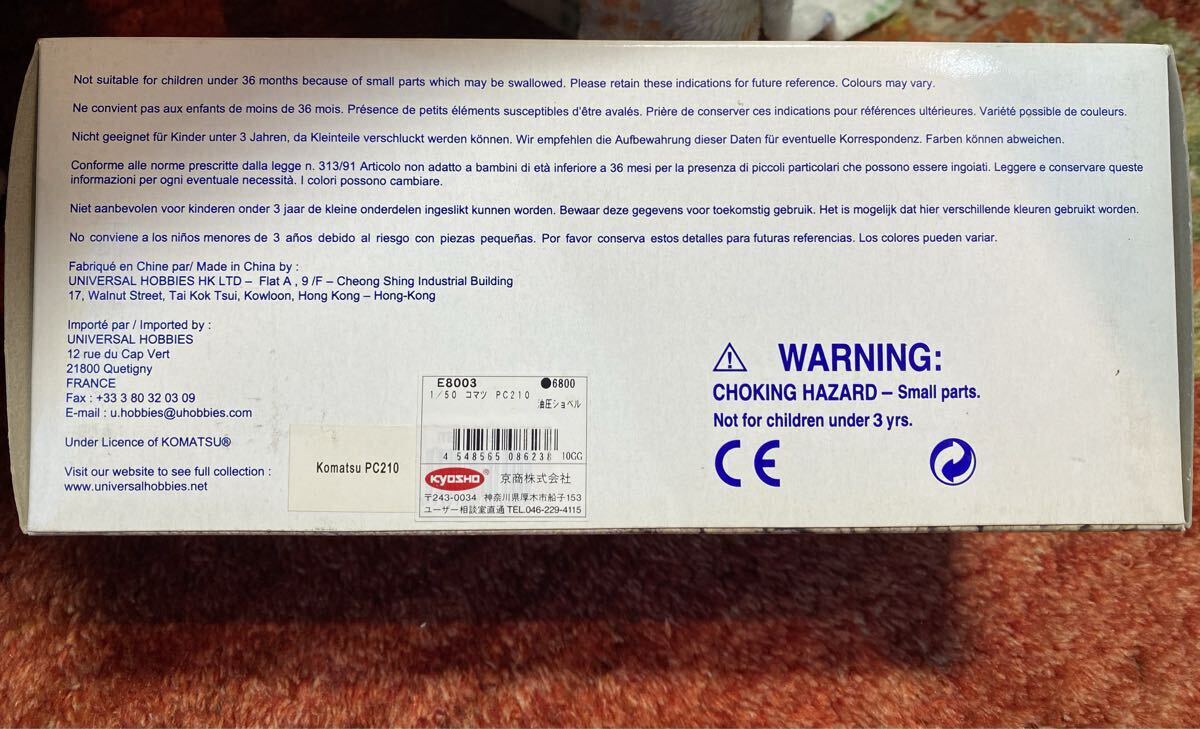 Not suitable for children under 36 months because of small parts which may be swallowed. Please retain these indications for future reference. Colours may vary.
Ne convient pas aux enfants de moins de 36 mois. Présence de petits éléments susceptibles d'être avalés. Prière de conserver ces indications pour références ultérieures. Variété possible de couleurs.
Nicht geeignet für Kinder unter 3 Jahren, da Kleinteile verschluckt werden können. Wir empfehlen die Aufbewahrung dieser Daten für eventuelle Korrespondenz. Farben können abweichen.
Conforme alle norme prescritte dalla legge n. 313/91 Articolo non adatto a bambini di età inferiore a 36 mesi per la presenza di piccoli particolari che possono essere ingoiati. Leggere e conservare queste
informazioni per ogni eventuale necessità. I colori possono cambiare.
Niet aanbevolen voor kinderen onder 3 jaar de kleine onderdelen ingeslikt kunnen worden. Bewaar deze gegevens voor toekomstig gebruik. Het is mogelijk dat hier verschillende kleuren gebruikt worden.
No conviene a los niños menores de 3 años debido al riesgo con piezas pequeñas. Por favor conserva estos detalles para futuras referencias. Los colores pueden variar.
Fabriqué en Chine par/ Made in China by :
UNIVERSAL HOBBIES HK LTD – Flat A , 9 /F – Cheong Shing Industrial Building
17, Walnut Street, Tai Kok Tsui, Kowloon, Hong Kong – Hong-Kong
Importé par / Imported by :
UNIVERSAL HOBBIES
12 rue du Cap Vert
21800 Quetigny
FRANCE
Fax : +33 3 80 32 03 09
E-mail : u.hobbies@uhobbies.com
Under Licence of KOMATSU®
Visit our website to see full collection :
www.universalhobbies.net
Komatsu PC210
E8003 ●6800
1/50 コマツ PC210
油圧ショベル
4 548565 086238 10GG
KYOSHO® 京商株式会社
〒243-0034 神奈川県厚木市船子153
ユーザー相談室直通 TEL.046-229-4115
WARNING:
CHOKING HAZARD – Small parts.
Not for children under 3 yrs.
CE